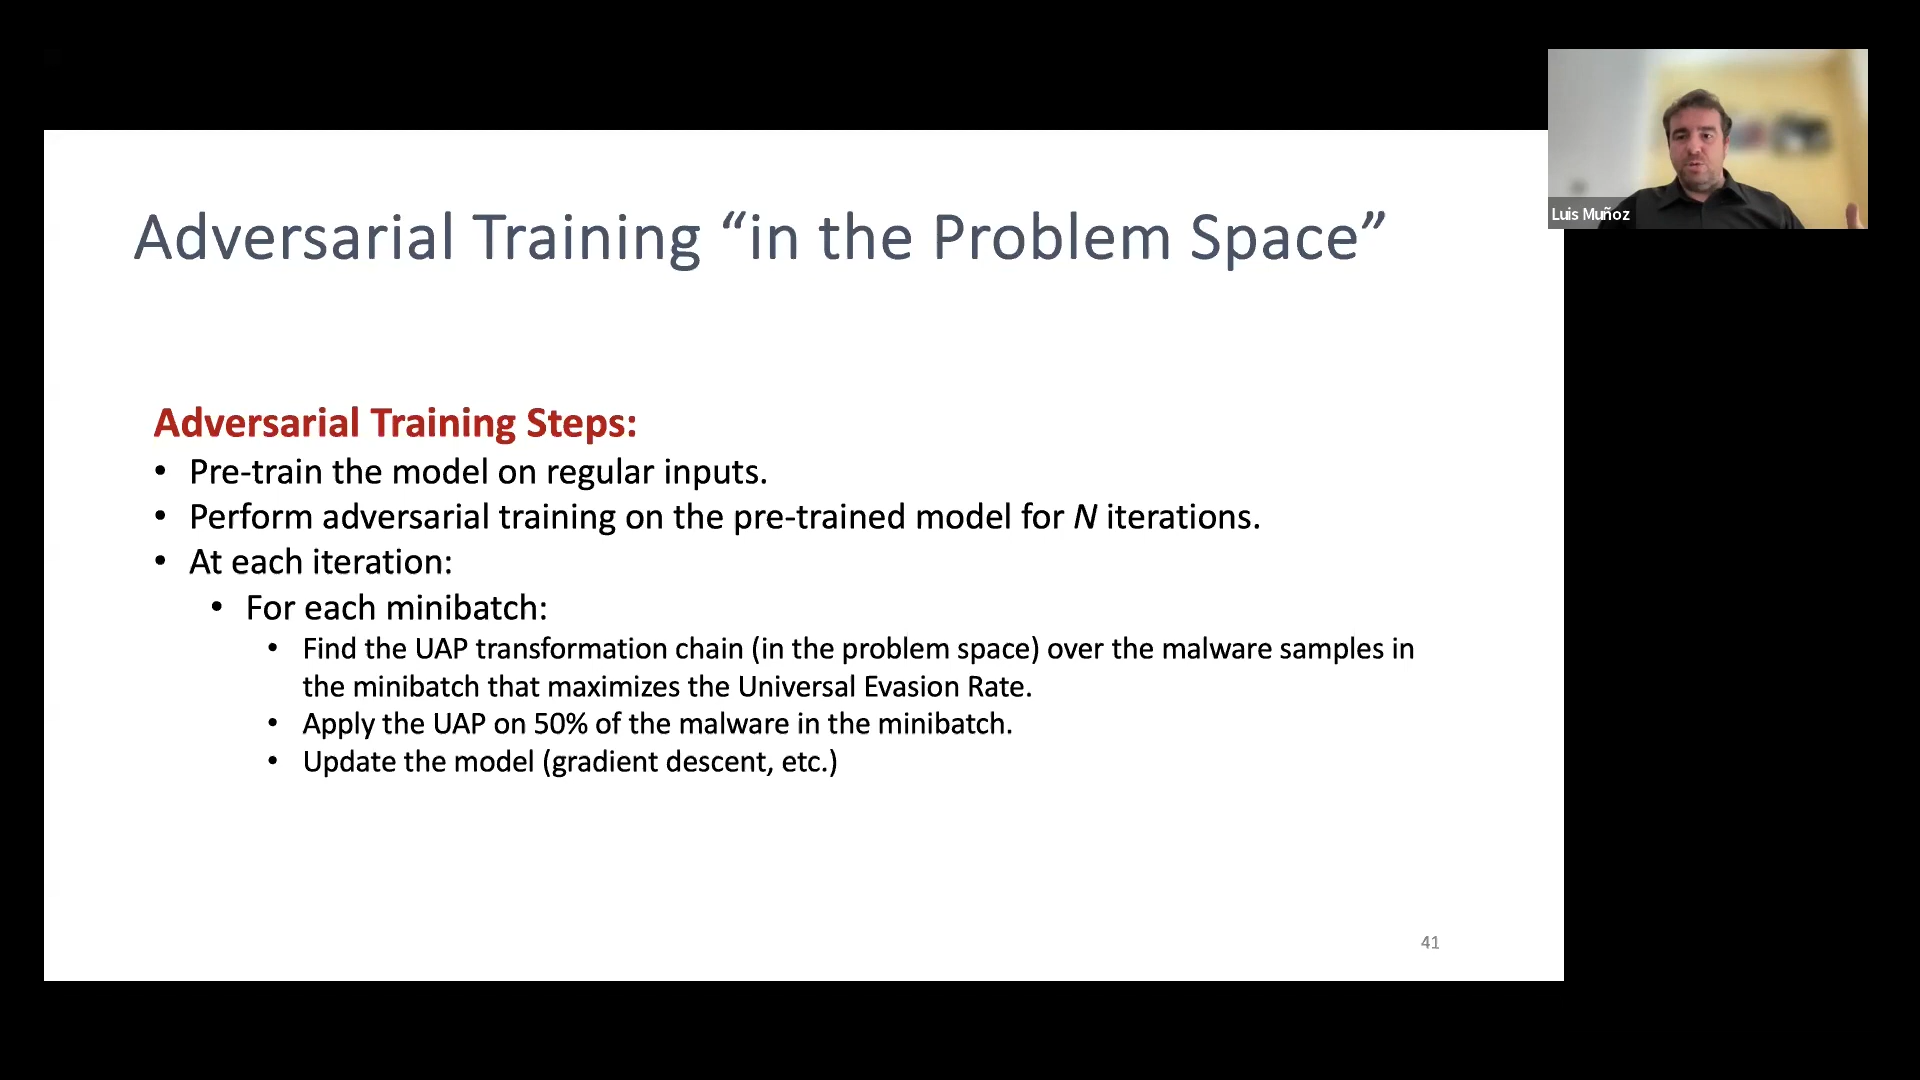 Adversarial Training “in the Problem Space”
Luis Muñoz
Adversarial Training Steps:
• Pre-train the model on regular inputs.
• Perform adversarial training on the pre-trained model for N iterations.
• At each iteration:
• For each minibatch:
• Find the UAP transformation chain (in the problem space) over the malware samples in
the minibatch that maximizes the Universal Evasion Rate.
• Apply the UAP on 50% of the malware in the minibatch.
• Update the model (gradient descent, etc.)
41